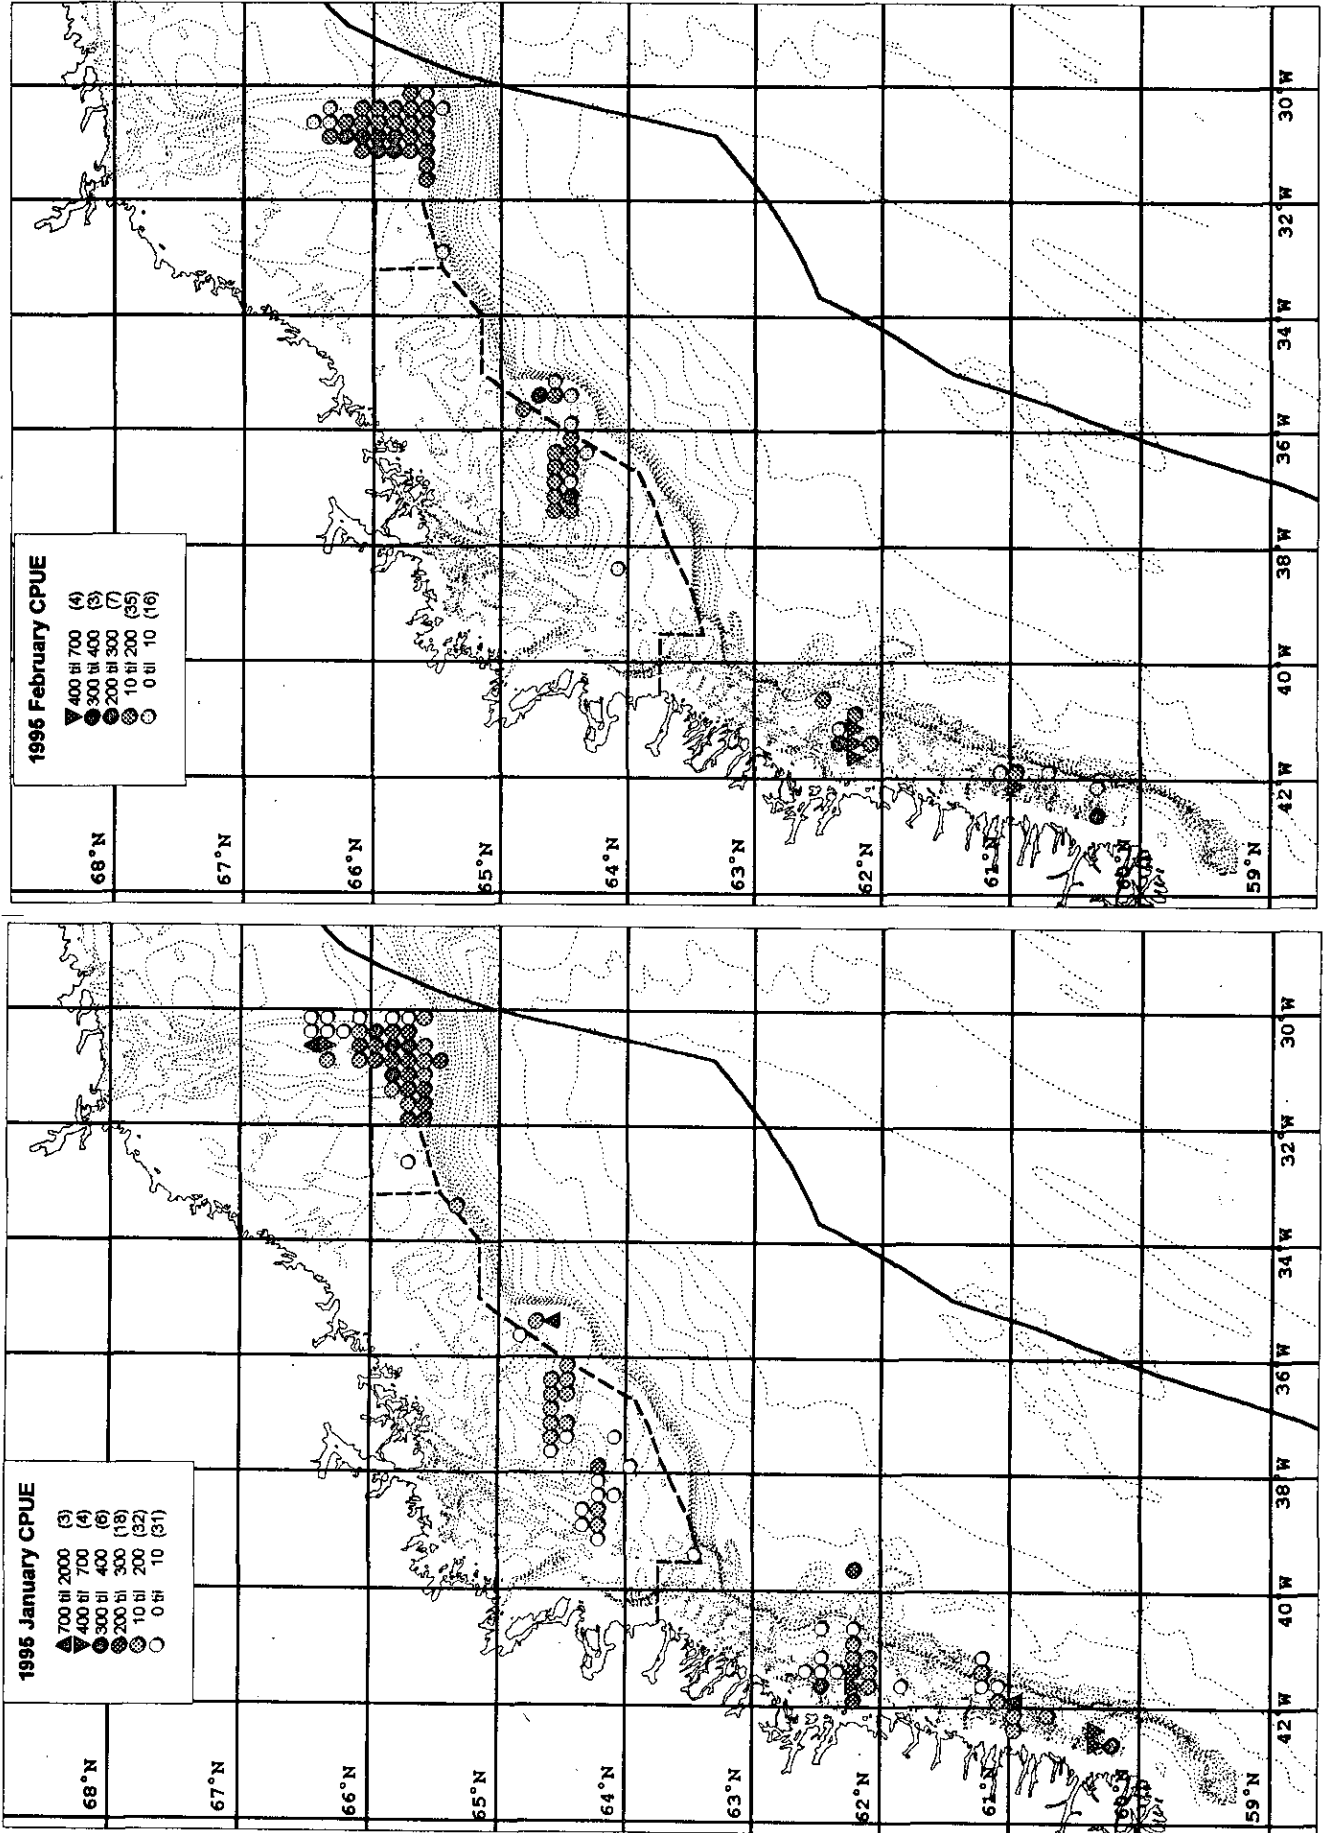 1995 February CPUE
400 til 700 (4)
300 til 400 (3)
200 til 300 (7)
10 til 200 (35)
0 til 10 (16)
68°N
67°N
66°N
65°N
64°N
63°N
62°N
61°N
60°N
59°N
42°W
40°W
38°W
36°W
34°W
32°W
30°W
1995 January CPUE
700 til 2000 (3)
400 til 700 (4)
300 til 400 (6)
200 til 300 (18)
10 til 200 (32)
0 til 10 (31)
68°N
67°N
66°N
65°N
64°N
63°N
62°N
61°N
60°N
59°N
42°W
40°W
38°W
36°W
34°W
32°W
30°W